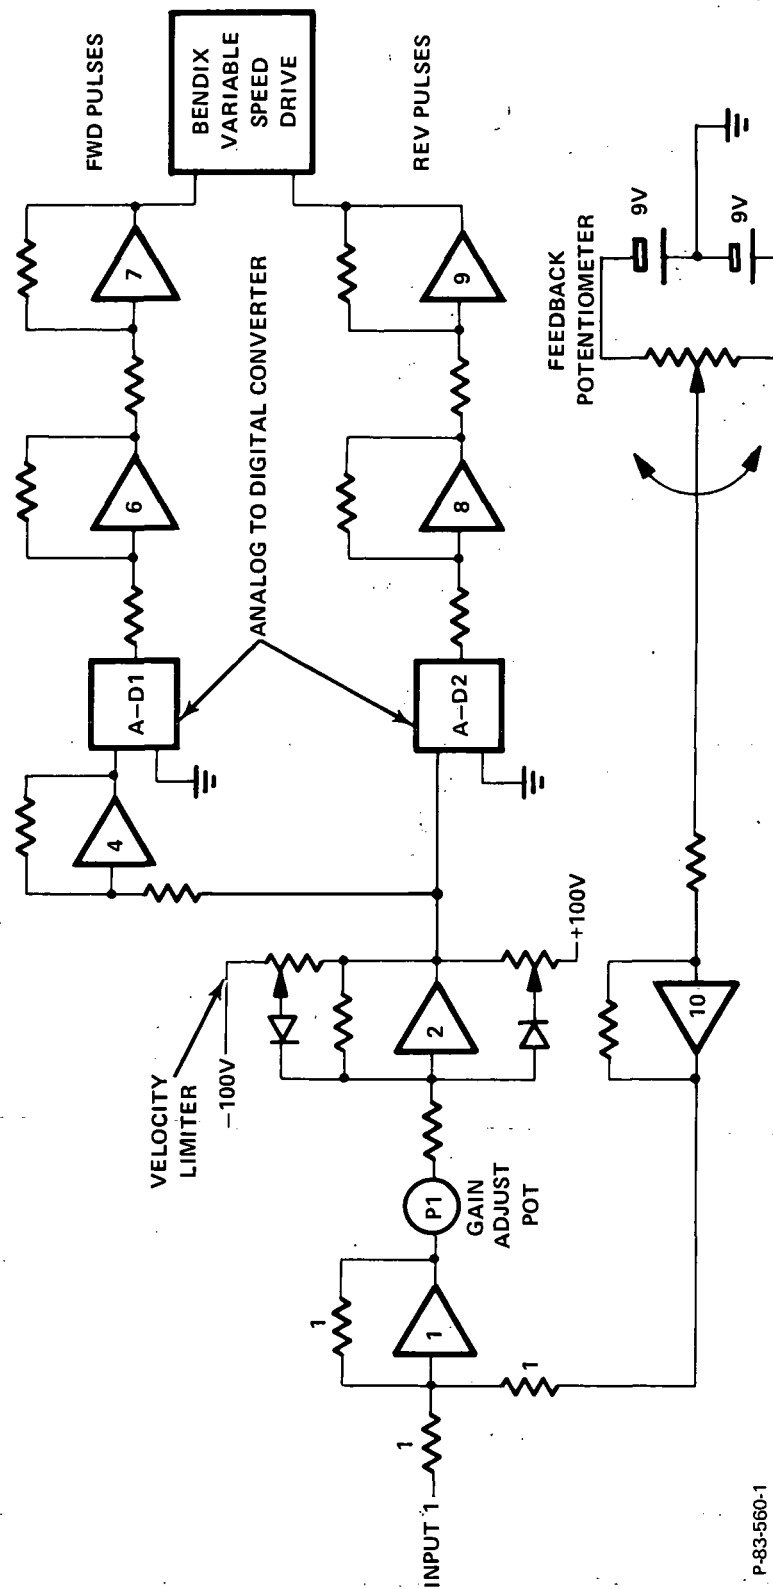 FWD PULSES
BENDIX
VARIABLE
SPEED
DRIVE
REV PULSES
7
9
ANALOG TO DIGITAL CONVERTER
6
8
A-D1
A-D2
4
FEEDBACK
POTENTIOMETER
9V
9V
VELOCITY
LIMITER
-100V
+100V
2
10
P1
GAIN
ADJUST
POT
1
1
1
1
INPUT 1
P-83-560-1